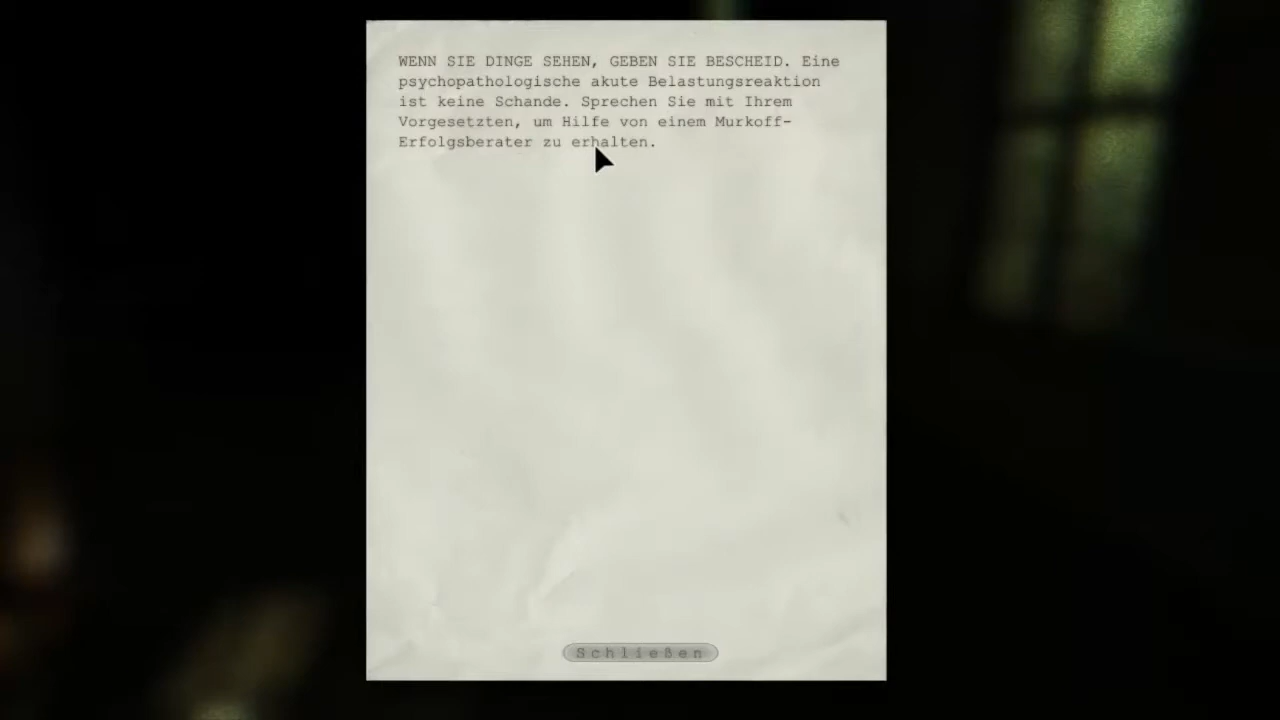 WENN SIE DINGE SEHEN, GEBEN SIE BESCHEID. Eine
psychopathologische akute Belastungsreaktion
ist keine Schande. Sprechen Sie mit Ihrem
Vorgesetzten, um Hilfe von einem Murkoff-
Erfolgsberater zu erhalten.
Schließen